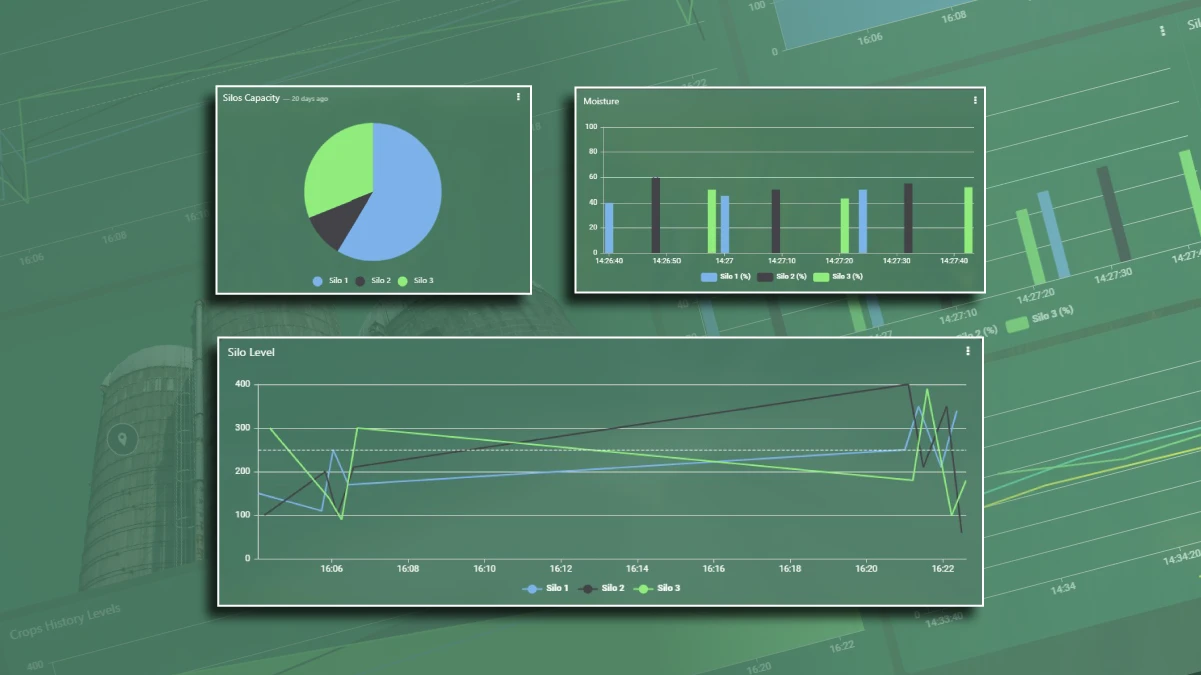 100
0
16:06
16:08
Silo
16:22
16:06
16:08
Silos Capacity — 20 days ago
Silo 1 Silo 2 Silo 3
Moisture
100
80
60
40
20
0
14:26:40 14:26:50 14:27 14:27:10 14:27:20 14:27:30 14:27:40
Silo 1 (%) Silo 2 (%) Silo 3 (%)
14:27:10 14:27:20 14:27:30
Silo 3 (%)
Silo Level
400
300
200
100
0
16:06 16:08 16:10 16:12 16:14 16:16 16:18 16:20 16:22
Silo 1 Silo 2 Silo 3
14:33:40 14:34 14:34:20
Crops History Levels
400
16:20 16:22